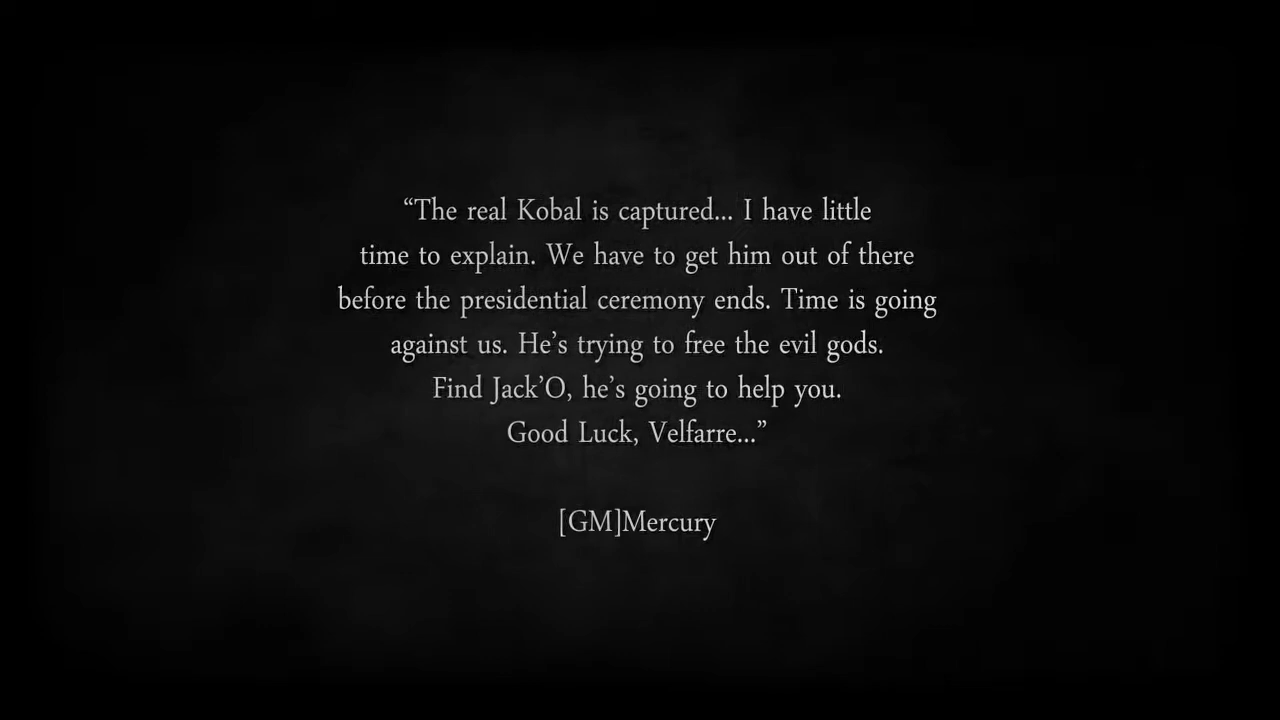 “The real Kobal is captured... I have little
time to explain. We have to get him out of there
before the presidential ceremony ends. Time is going
against us. He’s trying to free the evil gods.
Find Jack’O, he’s going to help you.
Good Luck, Velfarre...”
[GM]Mercury